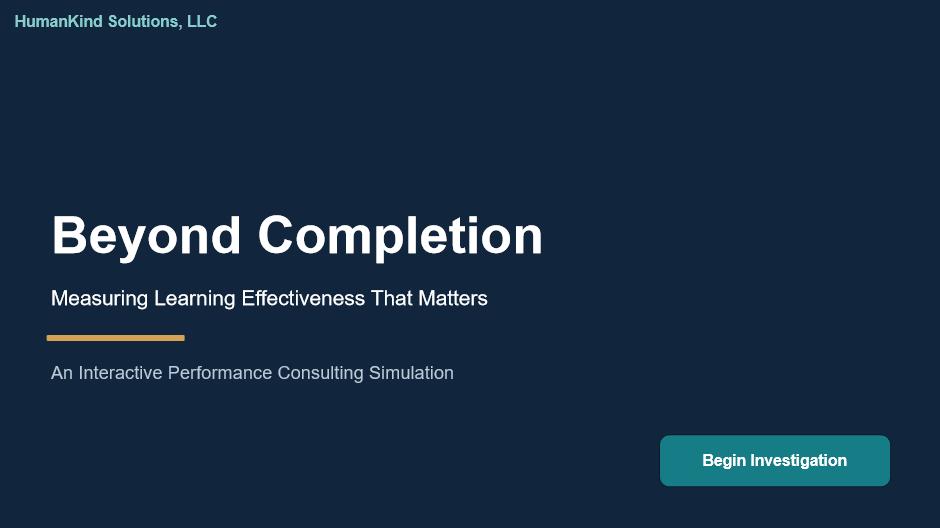 HumanKind Solutions, LLC
Beyond Completion
Measuring Learning Effectiveness That Matters
An Interactive Performance Consulting Simulation
Begin Investigation